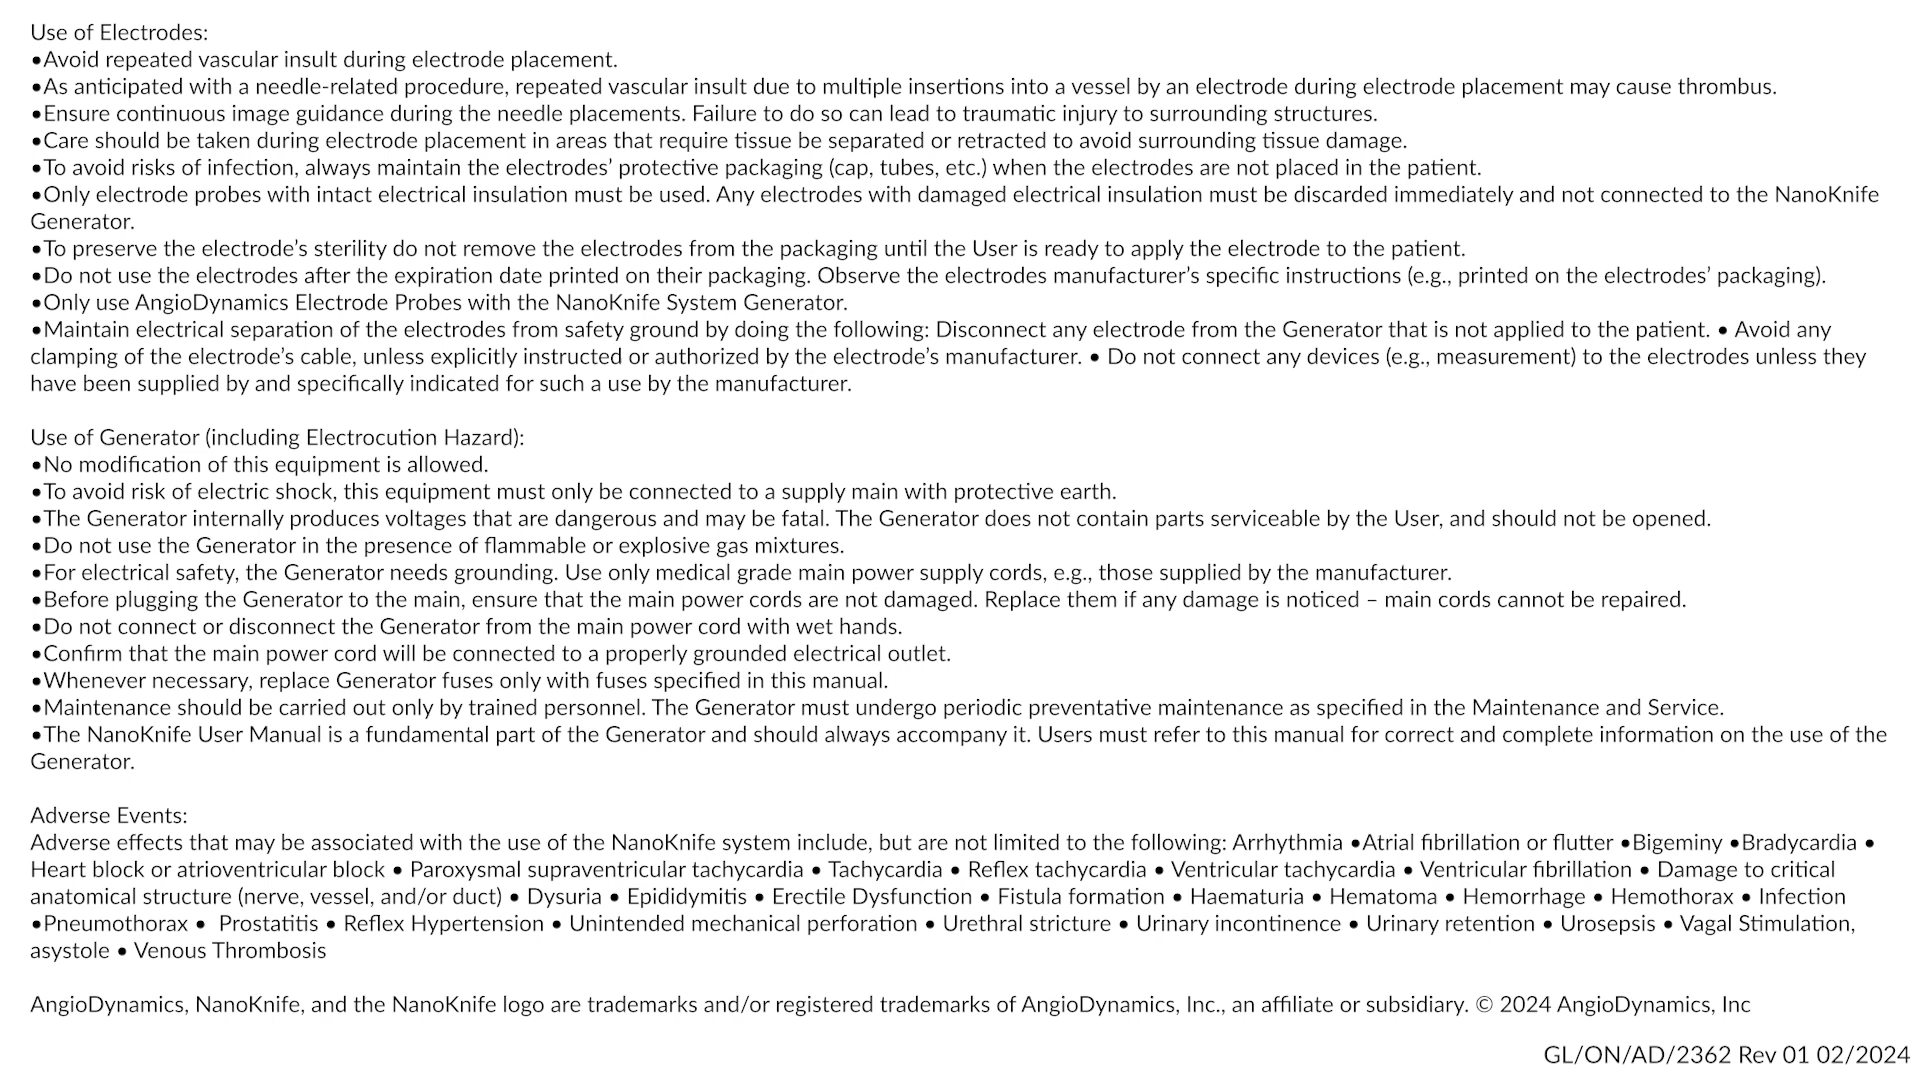 Use of Electrodes:
•Avoid repeated vascular insult during electrode placement.
•As anticipated with a needle-related procedure, repeated vascular insult due to multiple insertions into a vessel by an electrode during electrode placement may cause thrombus.
•Ensure continuous image guidance during the needle placements. Failure to do so can lead to traumatic injury to surrounding structures.
•Care should be taken during electrode placement in areas that require tissue be separated or retracted to avoid surrounding tissue damage.
•To avoid risks of infection, always maintain the electrodes’ protective packaging (cap, tubes, etc.) when the electrodes are not placed in the patient.
•Only electrode probes with intact electrical insulation must be used. Any electrodes with damaged electrical insulation must be discarded immediately and not connected to the NanoKnife
Generator.
•To preserve the electrode’s sterility do not remove the electrodes from the packaging until the User is ready to apply the electrode to the patient.
•Do not use the electrodes after the expiration date printed on their packaging. Observe the electrodes manufacturer’s specific instructions (e.g., printed on the electrodes’ packaging).
•Only use AngioDynamics Electrode Probes with the NanoKnife System Generator.
•Maintain electrical separation of the electrodes from safety ground by doing the following: Disconnect any electrode from the Generator that is not applied to the patient. • Avoid any
clamping of the electrode’s cable, unless explicitly instructed or authorized by the electrode’s manufacturer. • Do not connect any devices (e.g., measurement) to the electrodes unless they
have been supplied by and specifically indicated for such a use by the manufacturer.
Use of Generator (including Electrocution Hazard):
•No modification of this equipment is allowed.
•To avoid risk of electric shock, this equipment must only be connected to a supply main with protective earth.
•The Generator internally produces voltages that are dangerous and may be fatal. The Generator does not contain parts serviceable by the User, and should not be opened.
•Do not use the Generator in the presence of flammable or explosive gas mixtures.
•For electrical safety, the Generator needs grounding. Use only medical grade main power supply cords, e.g., those supplied by the manufacturer.
•Before plugging the Generator to the main, ensure that the main power cords are not damaged. Replace them if any damage is noticed – main cords cannot be repaired.
•Do not connect or disconnect the Generator from the main power cord with wet hands.
•Confirm that the main power cord will be connected to a properly grounded electrical outlet.
•Whenever necessary, replace Generator fuses only with fuses specified in this manual.
•Maintenance should be carried out only by trained personnel. The Generator must undergo periodic preventative maintenance as specified in the Maintenance and Service.
•The NanoKnife User Manual is a fundamental part of the Generator and should always accompany it. Users must refer to this manual for correct and complete information on the use of the
Generator.
Adverse Events:
Adverse effects that may be associated with the use of the NanoKnife system include, but are not limited to the following: Arrhythmia •Atrial fibrillation or flutter •Bigeminy •Bradycardia •
Heart block or atrioventricular block • Paroxysmal supraventricular tachycardia • Tachycardia • Reflex tachycardia • Ventricular tachycardia • Ventricular fibrillation • Damage to critical
anatomical structure (nerve, vessel, and/or duct) • Dysuria • Epididymitis • Erectile Dysfunction • Fistula formation • Haematuria • Hematoma • Hemorrhage • Hemothorax • Infection
•Pneumothorax • Prostatitis • Reflex Hypertension • Unintended mechanical perforation • Urethral stricture • Urinary incontinence • Urinary retention • Urosepsis • Vagal Stimulation,
asystole • Venous Thrombosis
AngioDynamics, NanoKnife, and the NanoKnife logo are trademarks and/or registered trademarks of AngioDynamics, Inc., an affiliate or subsidiary. © 2024 AngioDynamics, Inc
GL/ON/AD/2362 Rev 01 02/2024